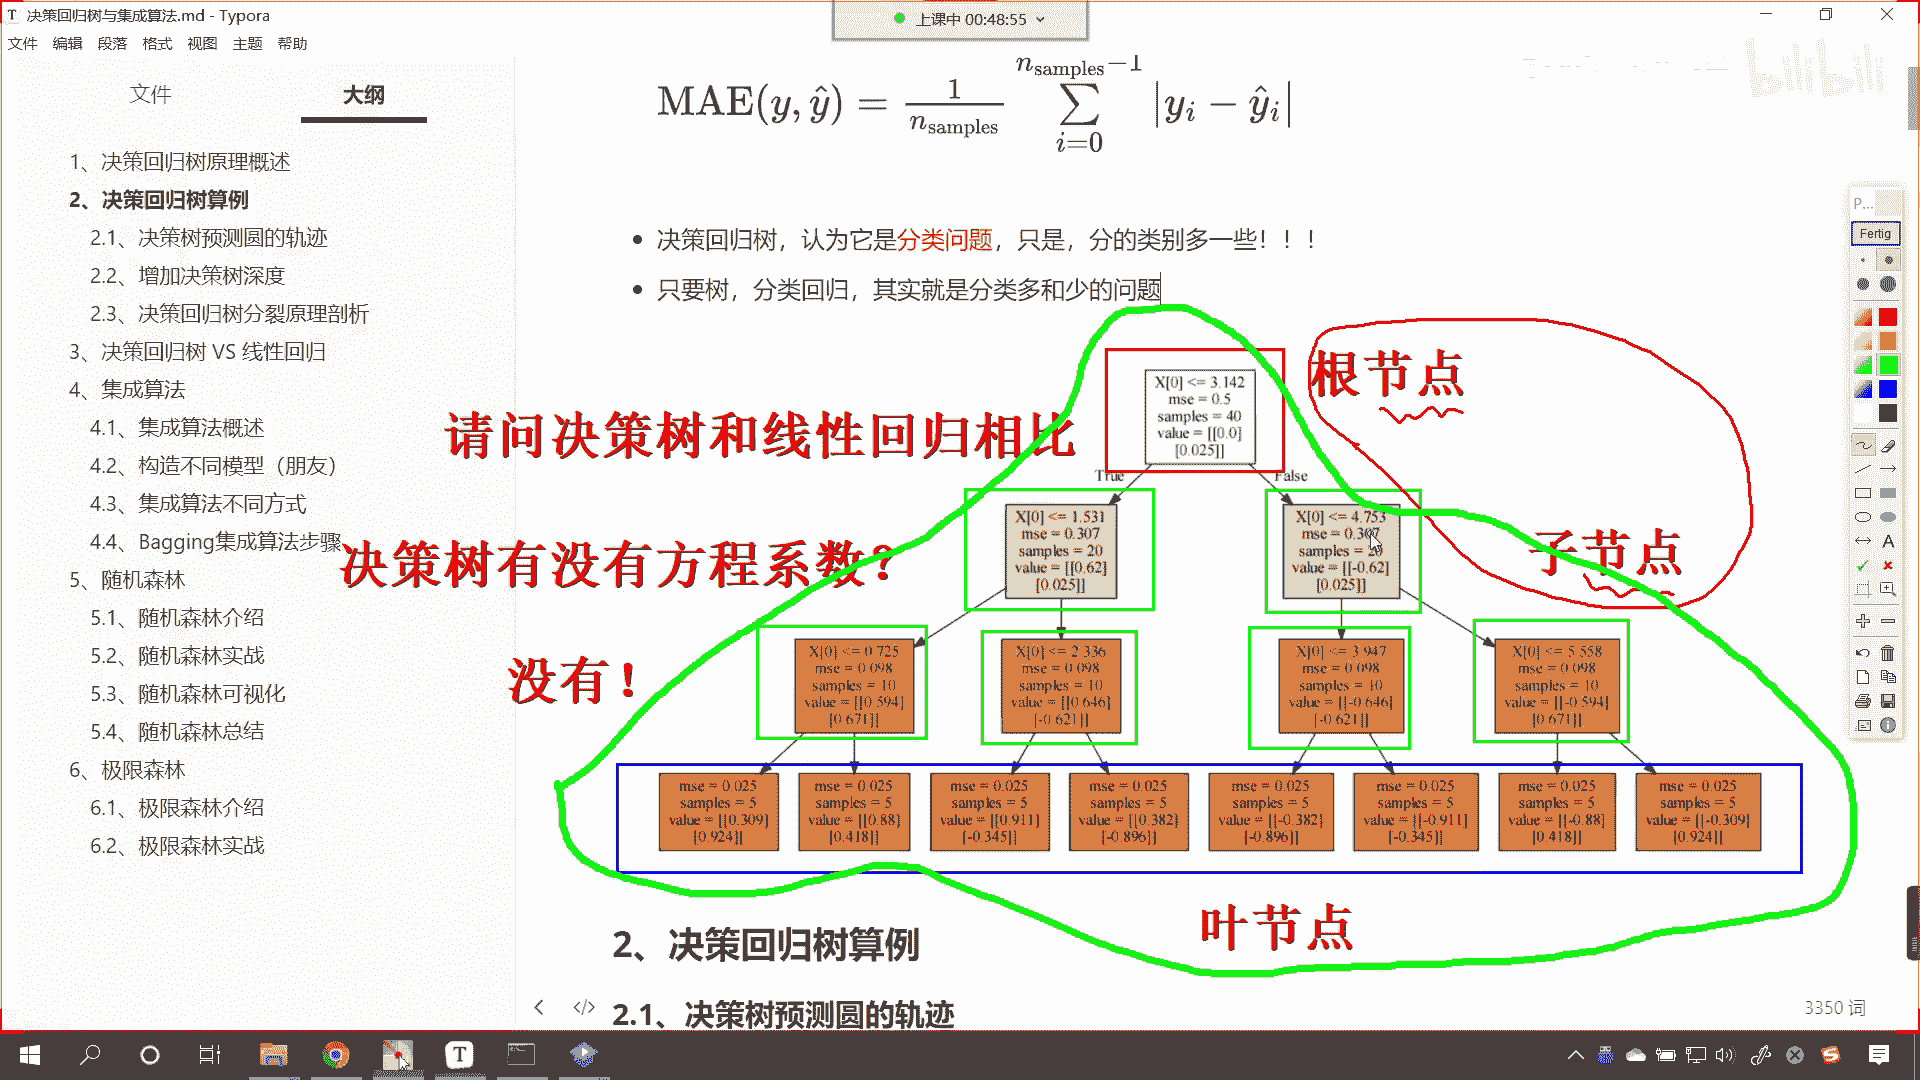 决策回归树与集成算法.md - Typora
上课中 00:48:55
文件 编辑 段落 格式 视图 主题 帮助
文件 大纲
1、决策回归树原理概述
2、决策回归树算例
2.1、决策树预测圆的轨迹
2.2、增加决策树深度
2.3、决策回归树分裂原理剖析
3、决策回归树 VS 线性回归
4、集成算法
4.1、集成算法概述
4.2、构造不同模型（朋友）
4.3、集成算法不同方式
4.4、Bagging集成算法步骤
5、随机森林
5.1、随机森林介绍
5.2、随机森林实战
5.3、随机森林可视化
5.4、随机森林总结
6、极限森林
6.1、极限森林介绍
6.2、极限森林实战
bilibili
MAE(y, ŷ) = 1/n_samples ∑_{i=0}^{n_samples−1} |y_i − ŷ_i|
决策回归树，认为它是分类问题，只是，分的类别多一些！！！
只要树，分类回归，其实就是分类多和少的问题
请问决策树和线性回归相比
决策树有没有方程系数？
没有！
根节点
子节点
叶节点
X[0] <= 3.142
mse = 0.5
samples = 40
value = [[0.0]
[0.025]]
True
False
X[0] <= 1.531
mse = 0.307
samples = 20
value = [[0.62]
[0.025]]
X[0] <= 4.753
mse = 0.307
samples = 20
value = [[-0.62]
[0.025]]
X[0] <= 0.725
mse = 0.098
samples = 10
value = [[0.594]
[0.671]]
X[0] <= 2.336
mse = 0.098
samples = 10
value = [[0.646]
[-0.621]]
X[0] <= 3.947
mse = 0.098
samples = 10
value = [[-0.646]
[-0.621]]
X[0] <= 5.558
mse = 0.098
samples = 10
value = [[-0.594]
[0.671]]
mse = 0.025
samples = 5
value = [[0.309]
[0.924]]
mse = 0.025
samples = 5
value = [[0.88]
[0.418]]
mse = 0.025
samples = 5
value = [[0.911]
[-0.345]]
mse = 0.025
samples = 5
value = [[0.382]
[-0.896]]
mse = 0.025
samples = 5
value = [[-0.382]
[-0.896]]
mse = 0.025
samples = 5
value = [[-0.911]
[-0.345]]
mse = 0.025
samples = 5
value = [[-0.88]
[0.418]]
mse = 0.025
samples = 5
value = [[-0.309]
[0.924]]
2、决策回归树算例
2.1、决策树预测圆的轨迹
3350 词
P...
Fertig
A